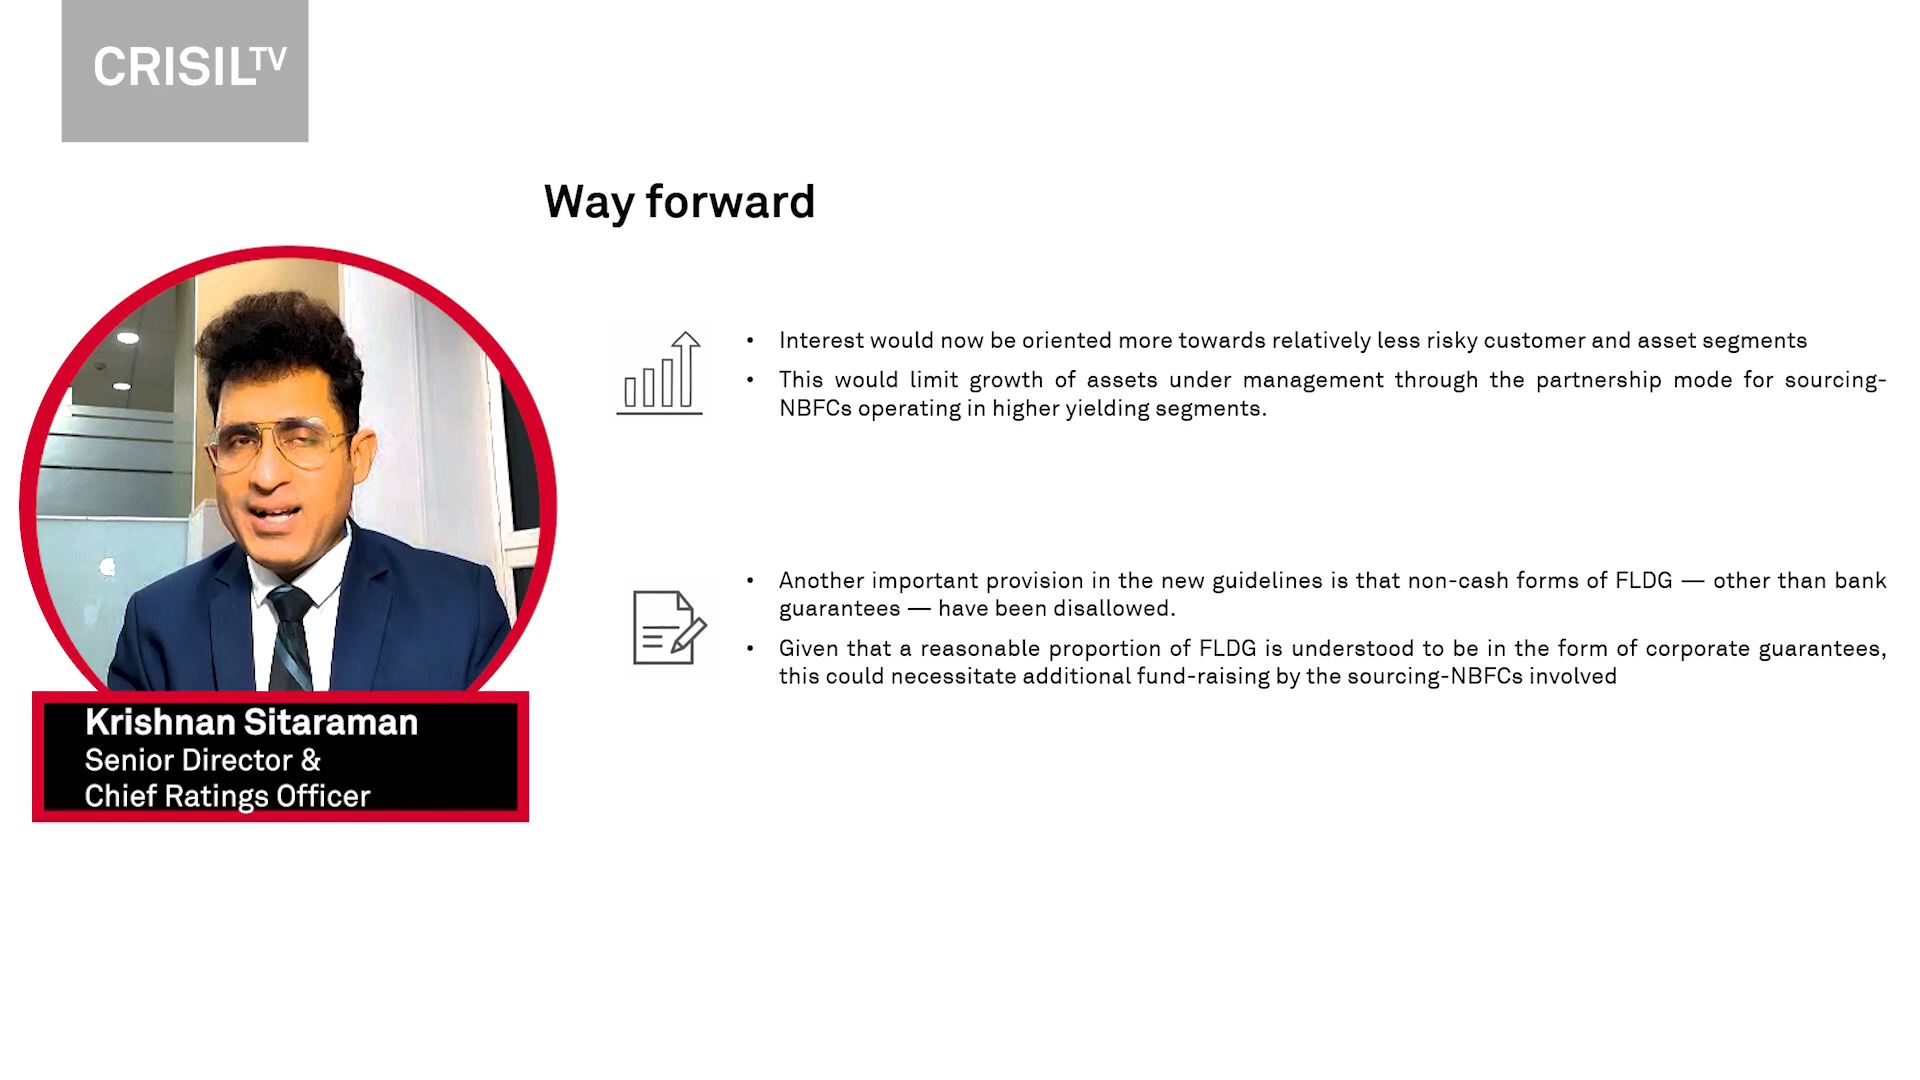 CRISILTV
Way forward
• Interest would now be oriented more towards relatively less risky customer and asset segments
• This would limit growth of assets under management through the partnership mode for sourcing-
NBFCs operating in higher yielding segments.
• Another important provision in the new guidelines is that non-cash forms of FLDG — other than bank
guarantees — have been disallowed.
• Given that a reasonable proportion of FLDG is understood to be in the form of corporate guarantees,
this could necessitate additional fund-raising by the sourcing-NBFCs involved
Krishnan Sitaraman
Senior Director &
Chief Ratings Officer